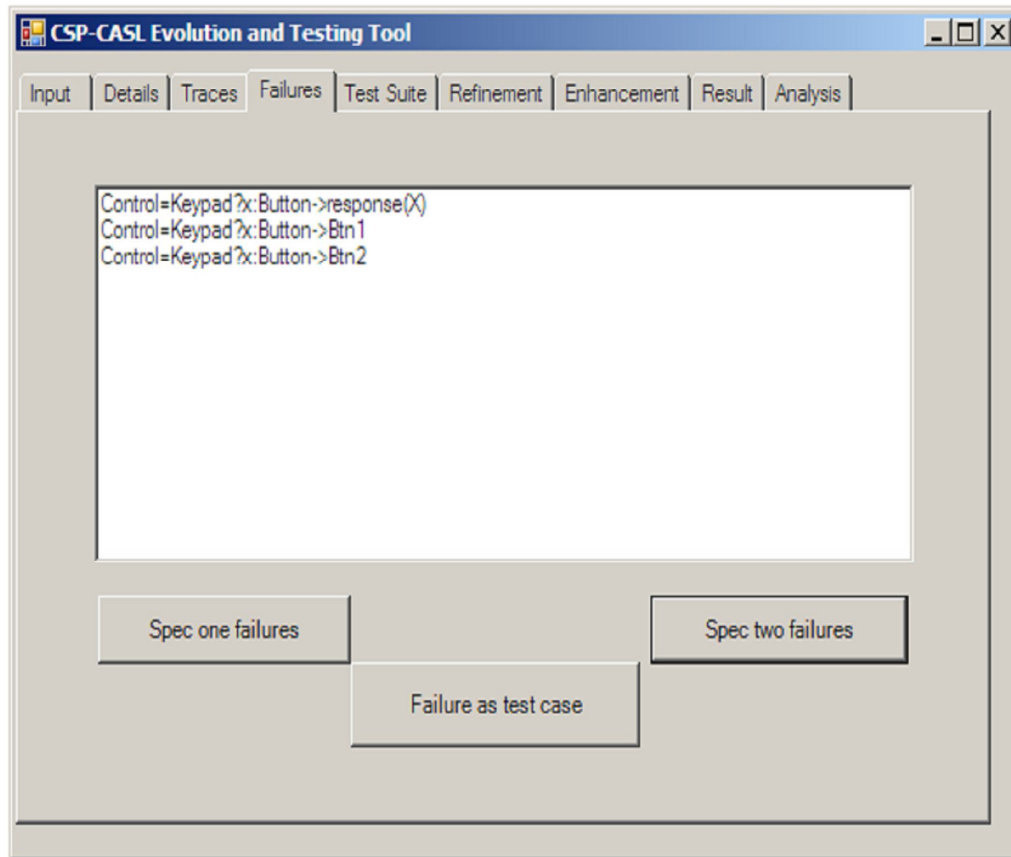 CSP-CASL Evolution and Testing Tool
Input Details Traces Failures Test Suite Refinement Enhancement Result Analysis
Control=Keypad?x:Button->response(X)
Control=Keypad?x:Button->Btn1
Control=Keypad?x:Button->Btn2
Spec one failures Spec two failures
Failure as test case